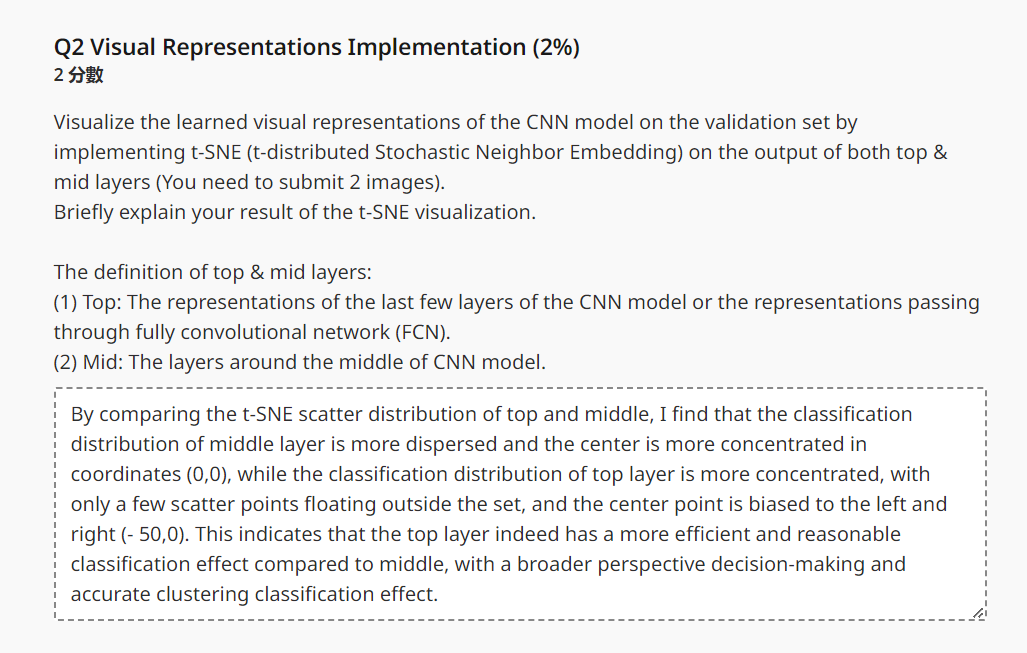 Q2 Visual Representations Implementation (2%)
2 分數
Visualize the learned visual representations of the CNN model on the validation set by
implementing t-SNE (t-distributed Stochastic Neighbor Embedding) on the output of both top &
mid layers (You need to submit 2 images).
Briefly explain your result of the t-SNE visualization.
The definition of top & mid layers:
(1) Top: The representations of the last few layers of the CNN model or the representations passing
through fully convolutional network (FCN).
(2) Mid: The layers around the middle of CNN model.
By comparing the t-SNE scatter distribution of top and middle, I find that the classification
distribution of middle layer is more dispersed and the center is more concentrated in
coordinates (0,0), while the classification distribution of top layer is more concentrated, with
only a few scatter points floating outside the set, and the center point is biased to the left and
right (- 50,0). This indicates that the top layer indeed has a more efficient and reasonable
classification effect compared to middle, with a broader perspective decision-making and
accurate clustering classification effect.